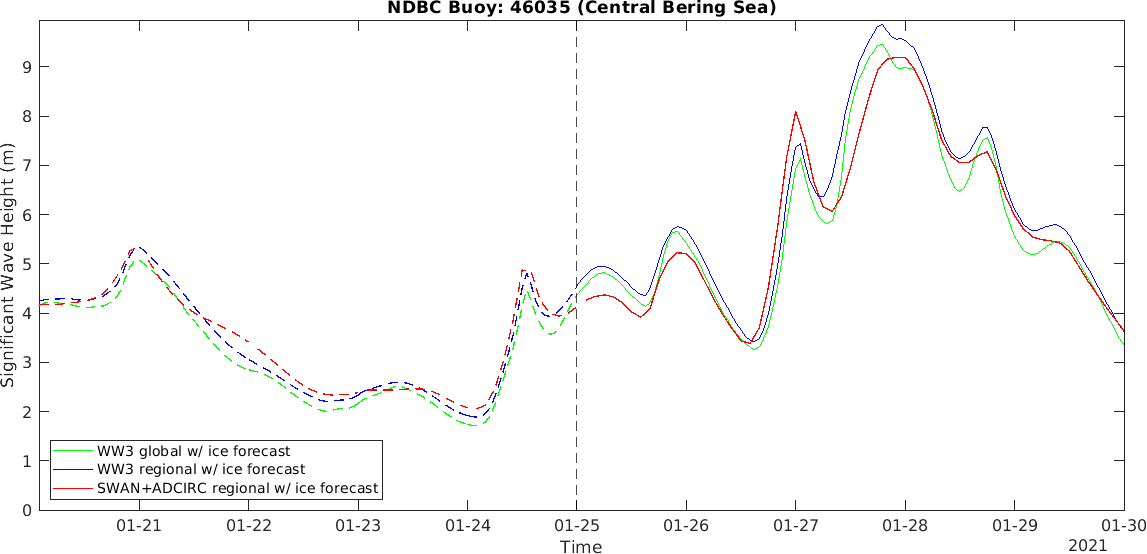 NDBC Buoy: 46035 (Central Bering Sea)
Significant Wave Height (m)
9
8
7
6
5
4
3
2
1
0
WW3 global w/ ice forecast
WW3 regional w/ ice forecast
SWAN+ADCIRC regional w/ ice forecast
01-21 01-22 01-23 01-24 01-25 01-26 01-27 01-28 01-29 01-30
Time
2021